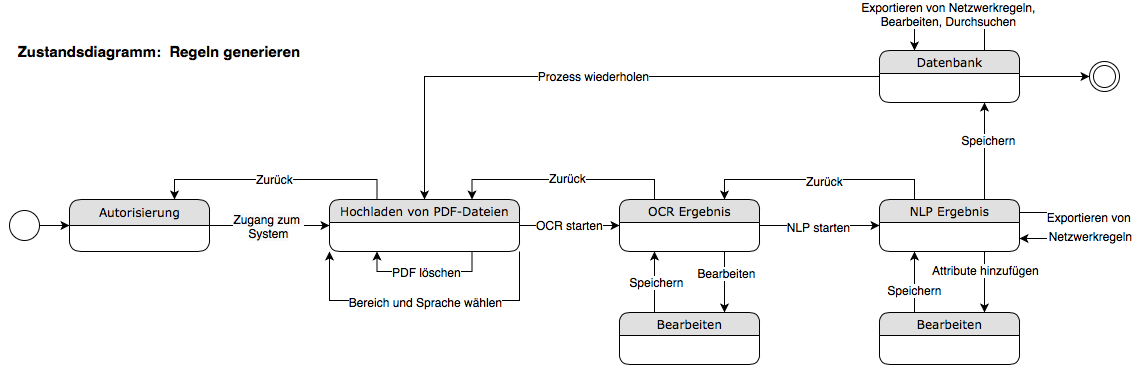 Exportieren von Netzwerkregeln,
Bearbeiten, Durchsuchen
Zustandsdiagramm: Regeln generieren
Datenbank
Prozess wiederholen
Speichern
Zurück
Zurück
Zurück
Autorisierung
Zugang zum
System
Hochladen von PDF-Dateien
OCR starten
OCR Ergebnis
NLP starten
NLP Ergebnis
Exportieren von
Netzwerkregeln
PDF löschen
Bereich und Sprache wählen
Speichern
Bearbeiten
Speichern
Attribute hinzufügen
Bearbeiten
Bearbeiten